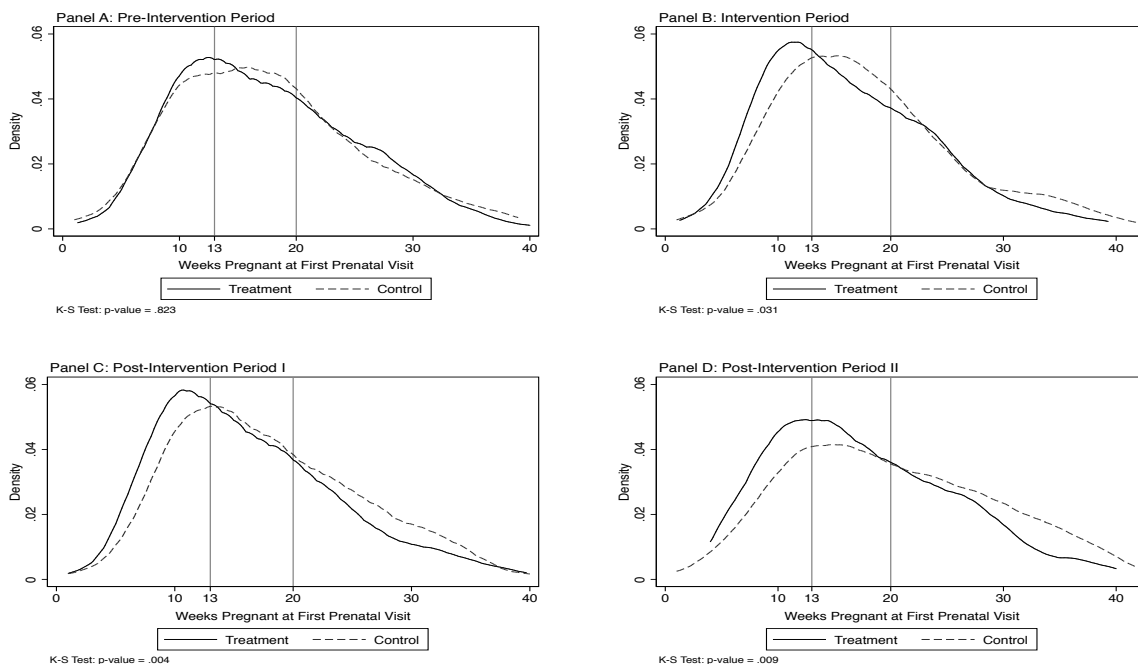 Panel A: Pre-Intervention Period
.06
.04
.02
0
Density
0 10 13 20 30 40
Weeks Pregnant at First Prenatal Visit
Treatment Control
K-S Test: p-value = .823
Panel B: Intervention Period
.06
.04
.02
0
Density
0 10 13 20 30 40
Weeks Pregnant at First Prenatal Visit
Treatment Control
K-S Test: p-value = .031
Panel C: Post-Intervention Period I
.06
.04
.02
0
Density
0 10 13 20 30 40
Weeks Pregnant at First Prenatal Visit
Treatment Control
K-S Test: p-value = .004
Panel D: Post-Intervention Period II
.06
.04
.02
0
Density
0 10 13 20 30 40
Weeks Pregnant at First Prenatal Visit
Treatment Control
K-S Test: p-value = .009